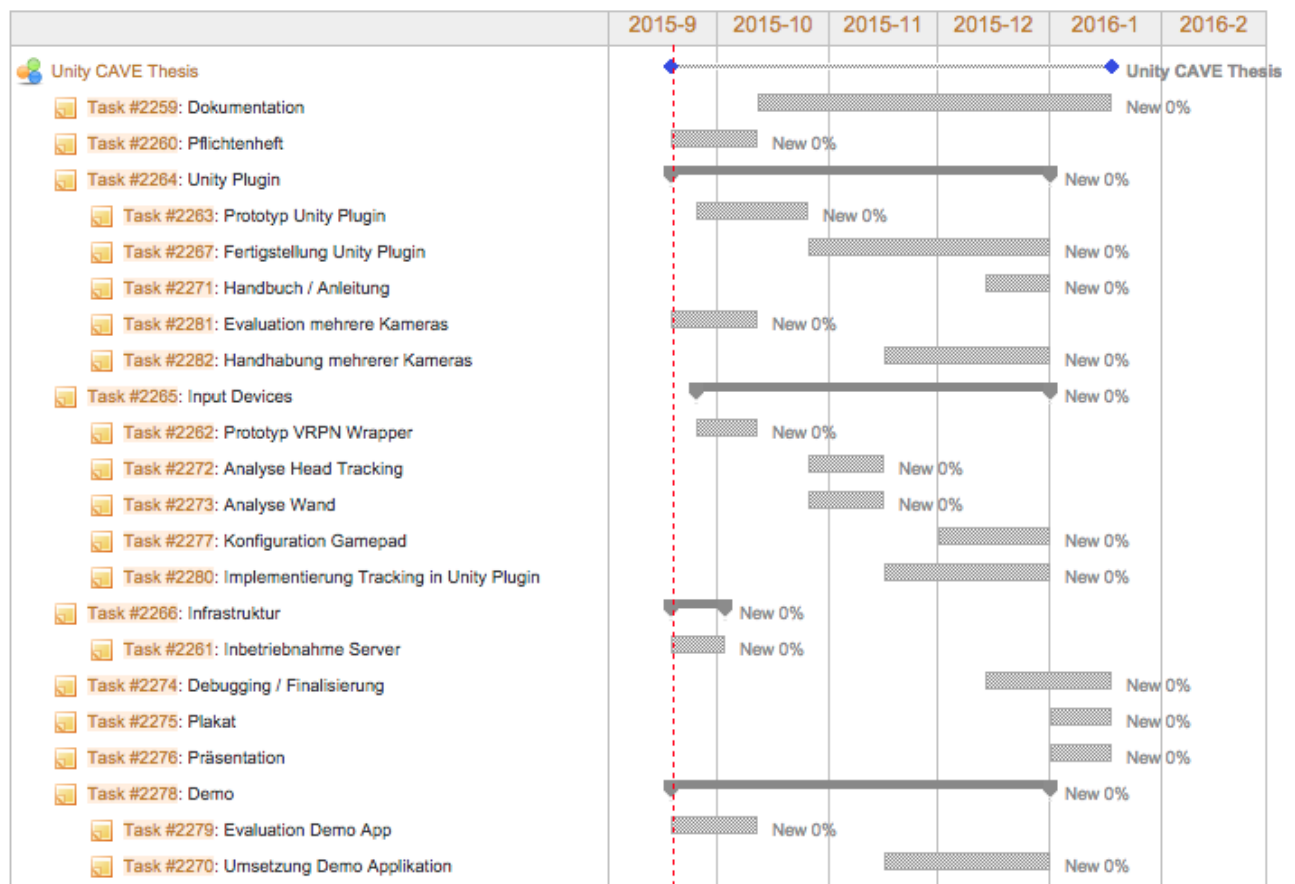 2015-9 2015-10 2015-11 2015-12 2016-1 2016-2
Unity CAVE Thesis Unity CAVE Thesis
Task #2259: Dokumentation New 0%
Task #2260: Pflichtenheft New 0%
Task #2264: Unity Plugin New 0%
Task #2263: Prototyp Unity Plugin New 0%
Task #2267: Fertigstellung Unity Plugin New 0%
Task #2271: Handbuch / Anleitung New 0%
Task #2281: Evaluation mehrere Kameras New 0%
Task #2282: Handhabung mehrerer Kameras New 0%
Task #2265: Input Devices New 0%
Task #2262: Prototyp VRPN Wrapper New 0%
Task #2272: Analyse Head Tracking New 0%
Task #2273: Analyse Wand New 0%
Task #2277: Konfiguration Gamepad New 0%
Task #2280: Implementierung Tracking in Unity Plugin New 0%
Task #2266: Infrastruktur New 0%
Task #2261: Inbetriebnahme Server New 0%
Task #2274: Debugging / Finalisierung New 0%
Task #2275: Plakat New 0%
Task #2276: Präsentation New 0%
Task #2278: Demo New 0%
Task #2279: Evaluation Demo App New 0%
Task #2270: Umsetzung Demo Applikation New 0%